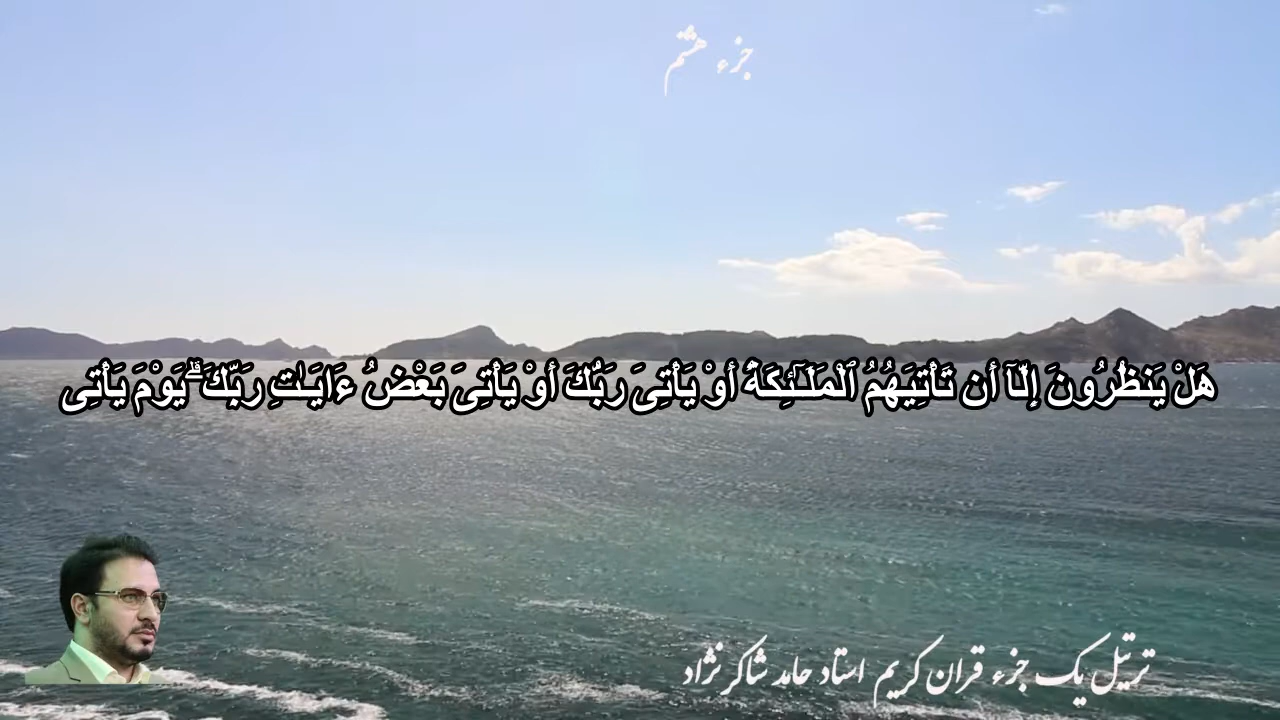 جزء هشتم
هَلْ يَنظُرُونَ إِلَّآ أَن تَأْتِيَهُمُ ٱلْمَلَـٰٓئِكَةُ أَوْ يَأْتِىَ رَبُّكَ أَوْ يَأْتِىَ بَعْضُ ءَايَـٰتِ رَبِّكَ ۗ يَوْمَ يَأْتِى
ترتیل یک جزء قران کریم استاد حامد شاکرنژاد